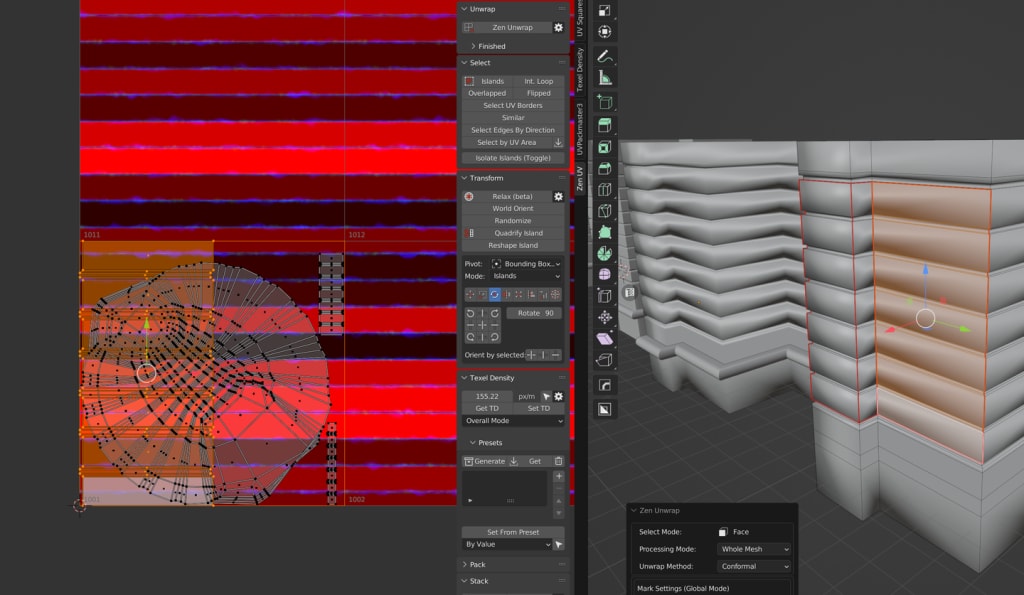 1011
1012
1001
1002
Unwrap
Zen Unwrap
Finished
Select
Islands Int. Loop
Overlapped Flipped
Select UV Borders
Similar
Select Edges By Direction
Select by UV Area
Isolate Islands (Toggle)
Transform
Relax (beta)
World Orient
Randomize
Quadrify Island
Reshape Island
Pivot: Bounding Box...
Mode: Islands
Rotate 90
Orient by selected:
Texel Density
155.22 px/m
Get TD Set TD
Overall Mode
Presets
Generate Get
Set From Preset
By Value
Pack
Stack
UV Squares
Texel Density
UVPackmaster3
Zen UV
Zen Unwrap
Select Mode: Face
Processing Mode: Whole Mesh
Unwrap Method: Conformal
Mark Settings (Global Mode)